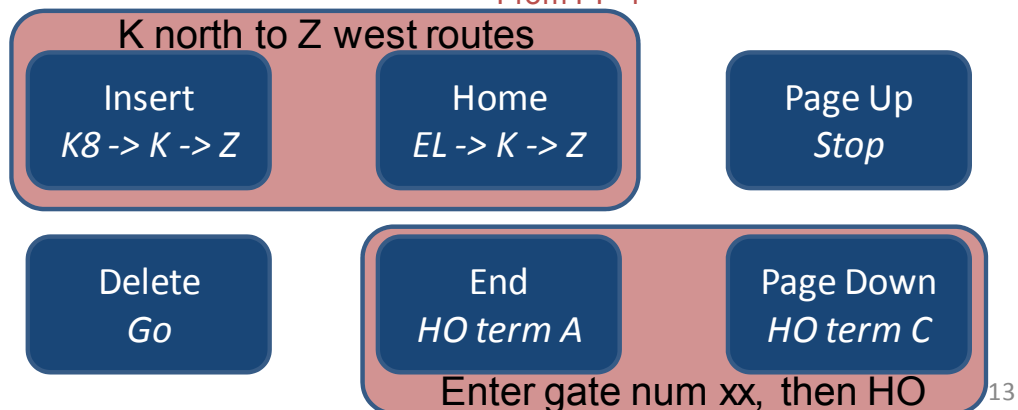 K north to Z west routes
Insert
K8 -> K -> Z
Home
EL -> K -> Z
Page Up
Stop
Delete
Go
End
HO term A
Page Down
HO term C
Enter gate num xx, then HO
13